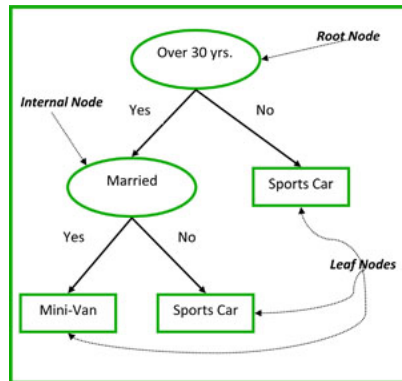 Root Node
Over 30 yrs.
Internal Node
Yes
No
Married
Sports Car
Yes
No
Leaf Nodes
Mini-Van
Sports Car